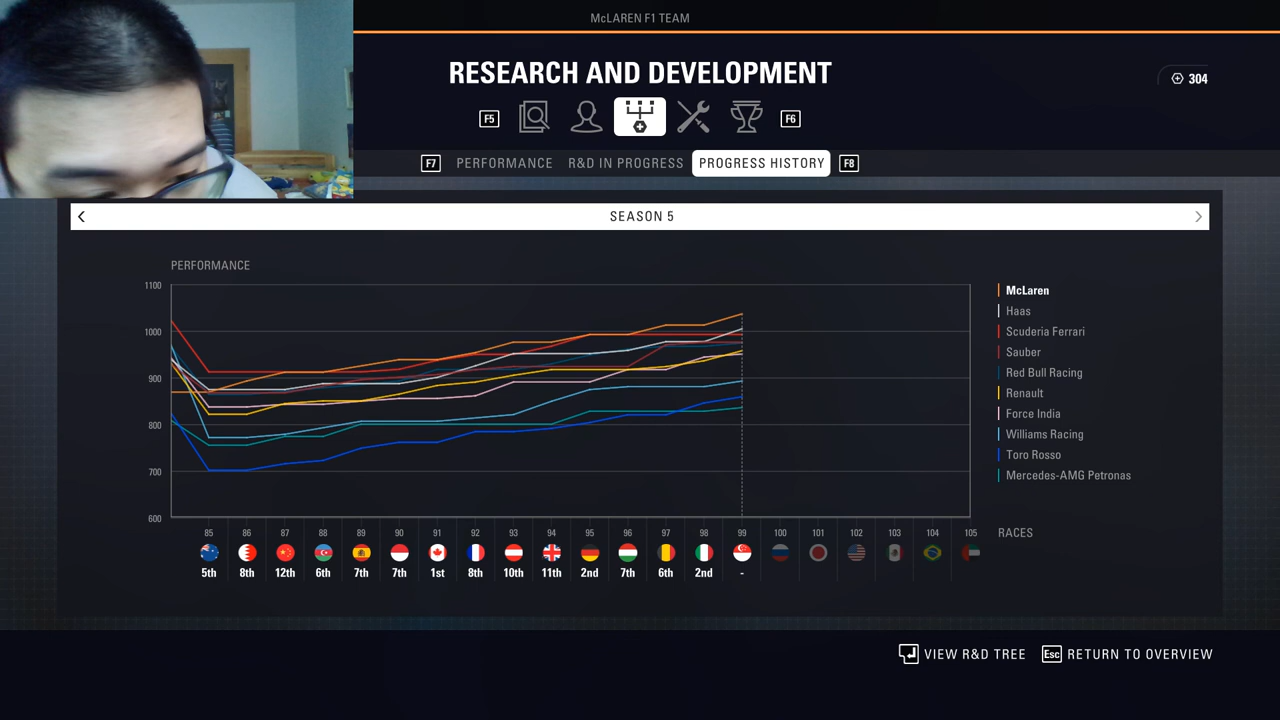 McLAREN F1 TEAM
RESEARCH AND DEVELOPMENT
304
F5 F6
F7 PERFORMANCE R&D IN PROGRESS PROGRESS HISTORY F8
SEASON 5
PERFORMANCE
1100
1000
900
800
700
600
McLaren
Haas
Scuderia Ferrari
Sauber
Red Bull Racing
Renault
Force India
Williams Racing
Toro Rosso
Mercedes-AMG Petronas
85 86 87 88 89 90 91 92 93 94 95 96 97 98 99 100 101 102 103 104 105 RACES
5th 8th 12th 6th 7th 7th 1st 8th 10th 11th 2nd 7th 6th 2nd -
VIEW R&D TREE Esc RETURN TO OVERVIEW